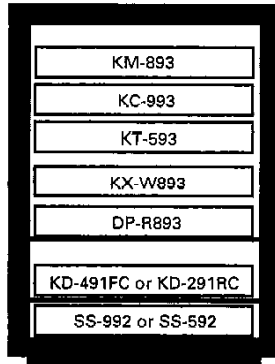 KM-893
KC-993
KT-593
KX-W893
DP-R893
KD-491FC or KD-291RC
SS-992 or SS-592